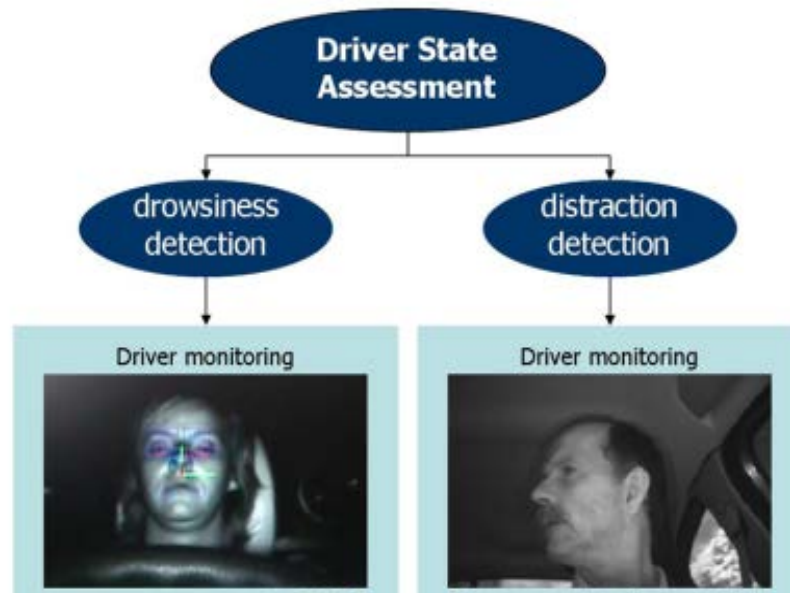 Driver State
Assessment
drowsiness
detection
distraction
detection
Driver monitoring
Driver monitoring